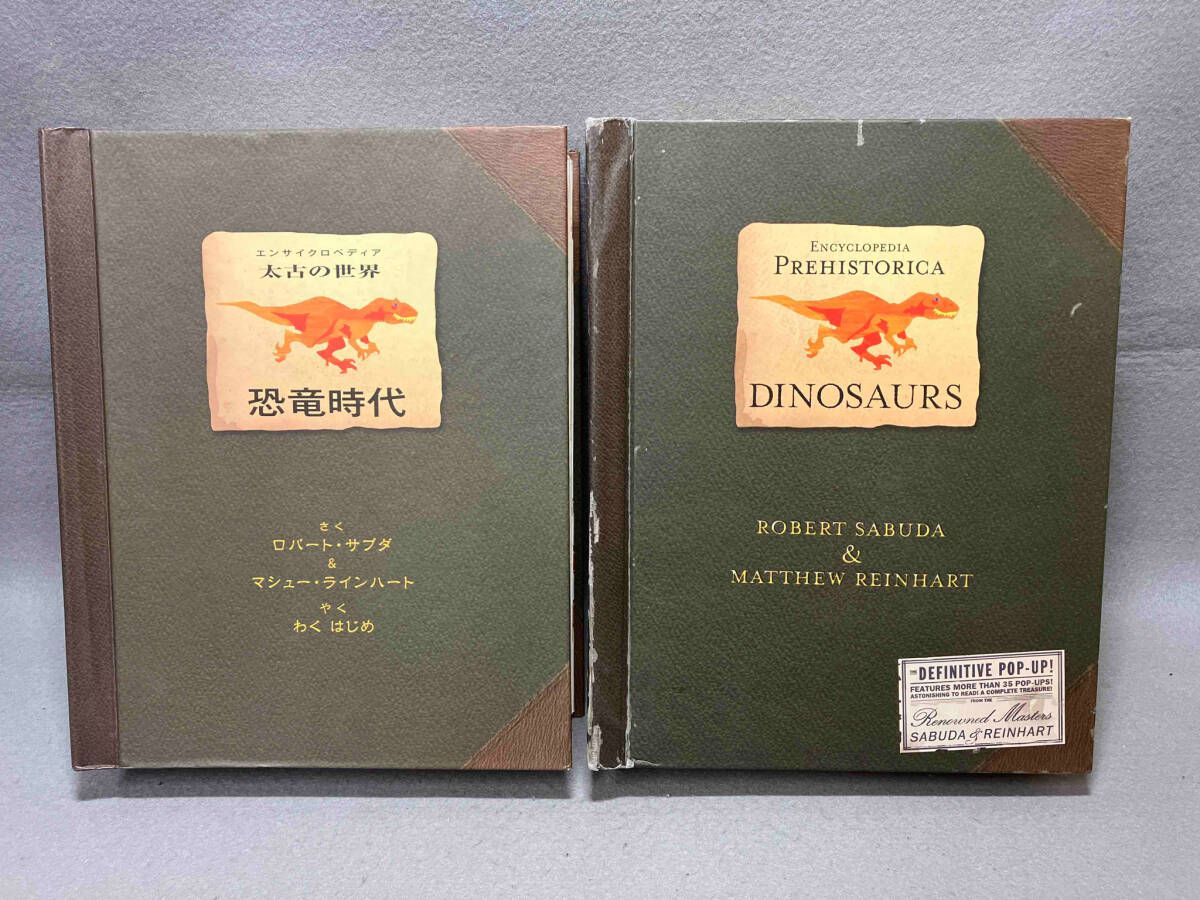 エンサイクロペディア
太古の世界
恐竜時代
さく
ロバート・サブダ
&
マシュー・ラインハート
やく
わく はじめ
ENCYCLOPEDIA
PREHISTORICA
DINOSAURS
ROBERT SABUDA
&
MATTHEW REINHART
THE DEFINITIVE POP-UP!
FEATURES MORE THAN 35 POP-UPS!
ASTONISHING TO READ! A COMPLETE TREASURE!
FROM THE
Renowned Masters
SABUDA & REINHART